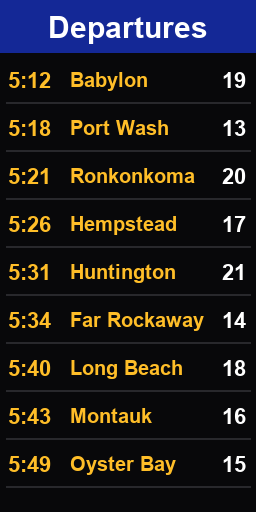 Departures
5:12 Babylon 19
5:18 Port Wash 13
5:21 Ronkonkoma 20
5:26 Hempstead 17
5:31 Huntington 21
5:34 Far Rockaway 14
5:40 Long Beach 18
5:43 Montauk 16
5:49 Oyster Bay 15